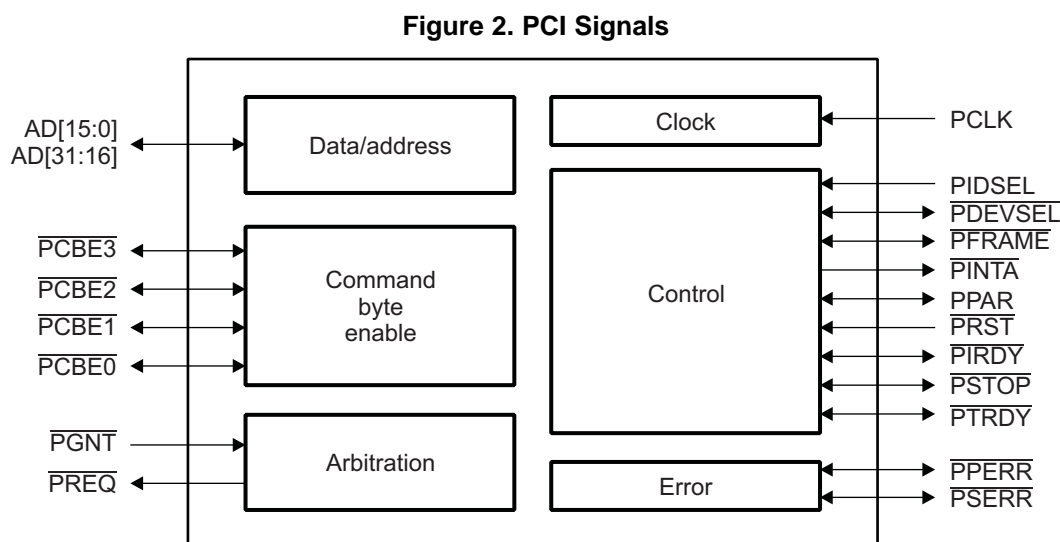 Figure 2. PCI Signals
AD[15:0]
AD[31:16]
Data/address
PCBE3
PCBE2
PCBE1
PCBE0
Command
byte
enable
PGNT
PREQ
Arbitration
Clock
PCLK
Control
PIDSEL
PDEVSEL
PFRAME
PINTA
PPAR
PRST
PIRDY
PSTOP
PTRDY
Error
PPERR
PSERR